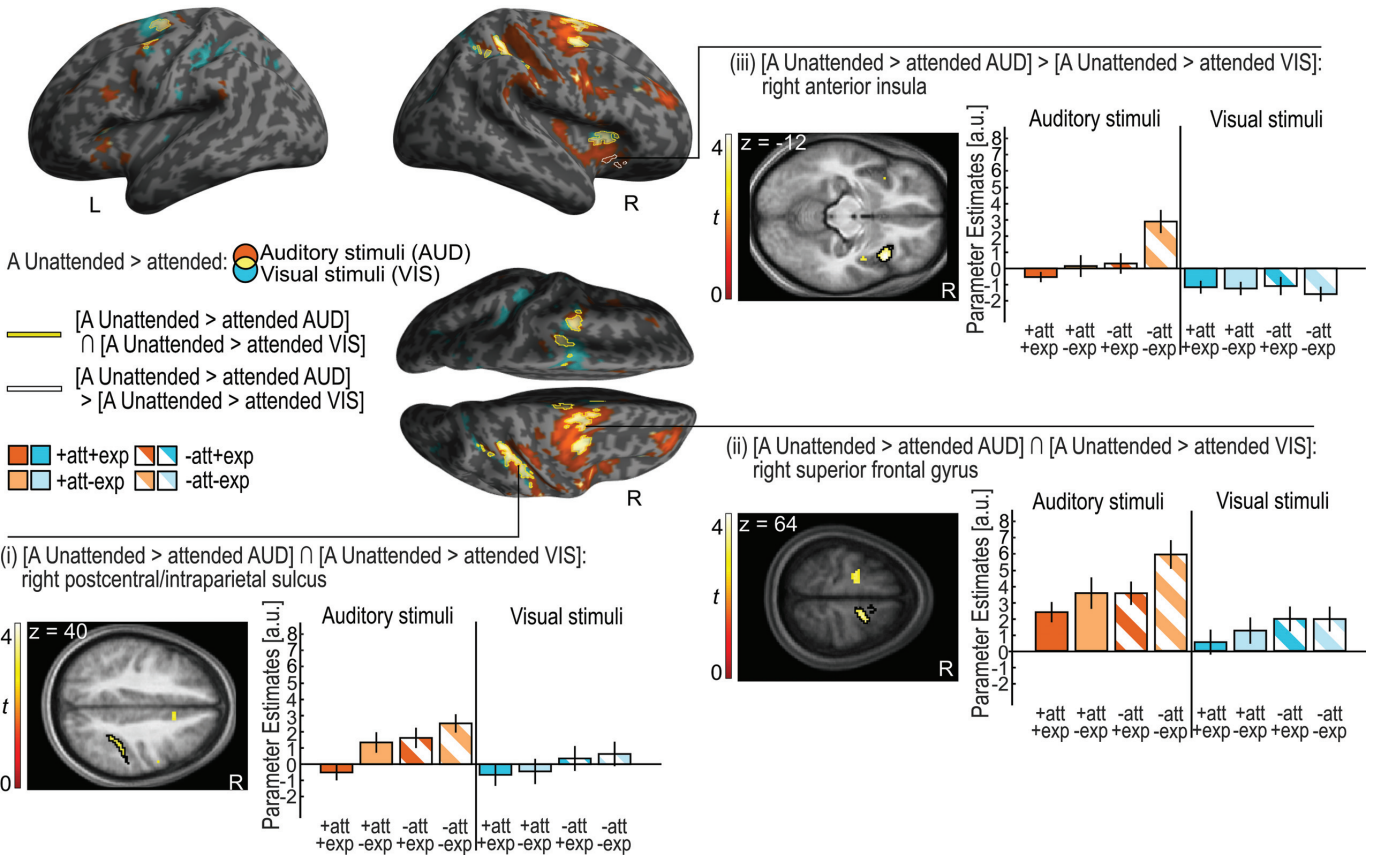 L
R
A Unattended > attended:
Auditory stimuli (AUD)
Visual stimuli (VIS)
[A Unattended > attended AUD]
∩ [A Unattended > attended VIS]
[A Unattended > attended AUD]
> [A Unattended > attended VIS]
+att+exp
-att+exp
+att-exp
-att-exp
R
(i) [A Unattended > attended AUD] ∩ [A Unattended > attended VIS]:
right postcentral/intraparietal sulcus
4
t
0
z = 40
R
Parameter Estimates [a.u.]
Auditory stimuli
Visual stimuli
8
7
6
5
4
3
2
1
0
-1
-2
+att +att -att -att +att +att -att -att
+exp -exp +exp -exp +exp -exp +exp -exp
(iii) [A Unattended > attended AUD] > [A Unattended > attended VIS]:
right anterior insula
4
t
0
z = -12
R
Parameter Estimates [a.u.]
Auditory stimuli
Visual stimuli
8
7
6
5
4
3
2
1
0
-1
-2
+att +att -att -att +att +att -att -att
+exp -exp +exp -exp +exp -exp +exp -exp
(ii) [A Unattended > attended AUD] ∩ [A Unattended > attended VIS]:
right superior frontal gyrus
4
t
0
z = 64
R
Parameter Estimates [a.u.]
Auditory stimuli
Visual stimuli
8
7
6
5
4
3
2
1
0
-1
-2
+att +att -att -att +att +att -att -att
+exp -exp +exp -exp +exp -exp +exp -exp